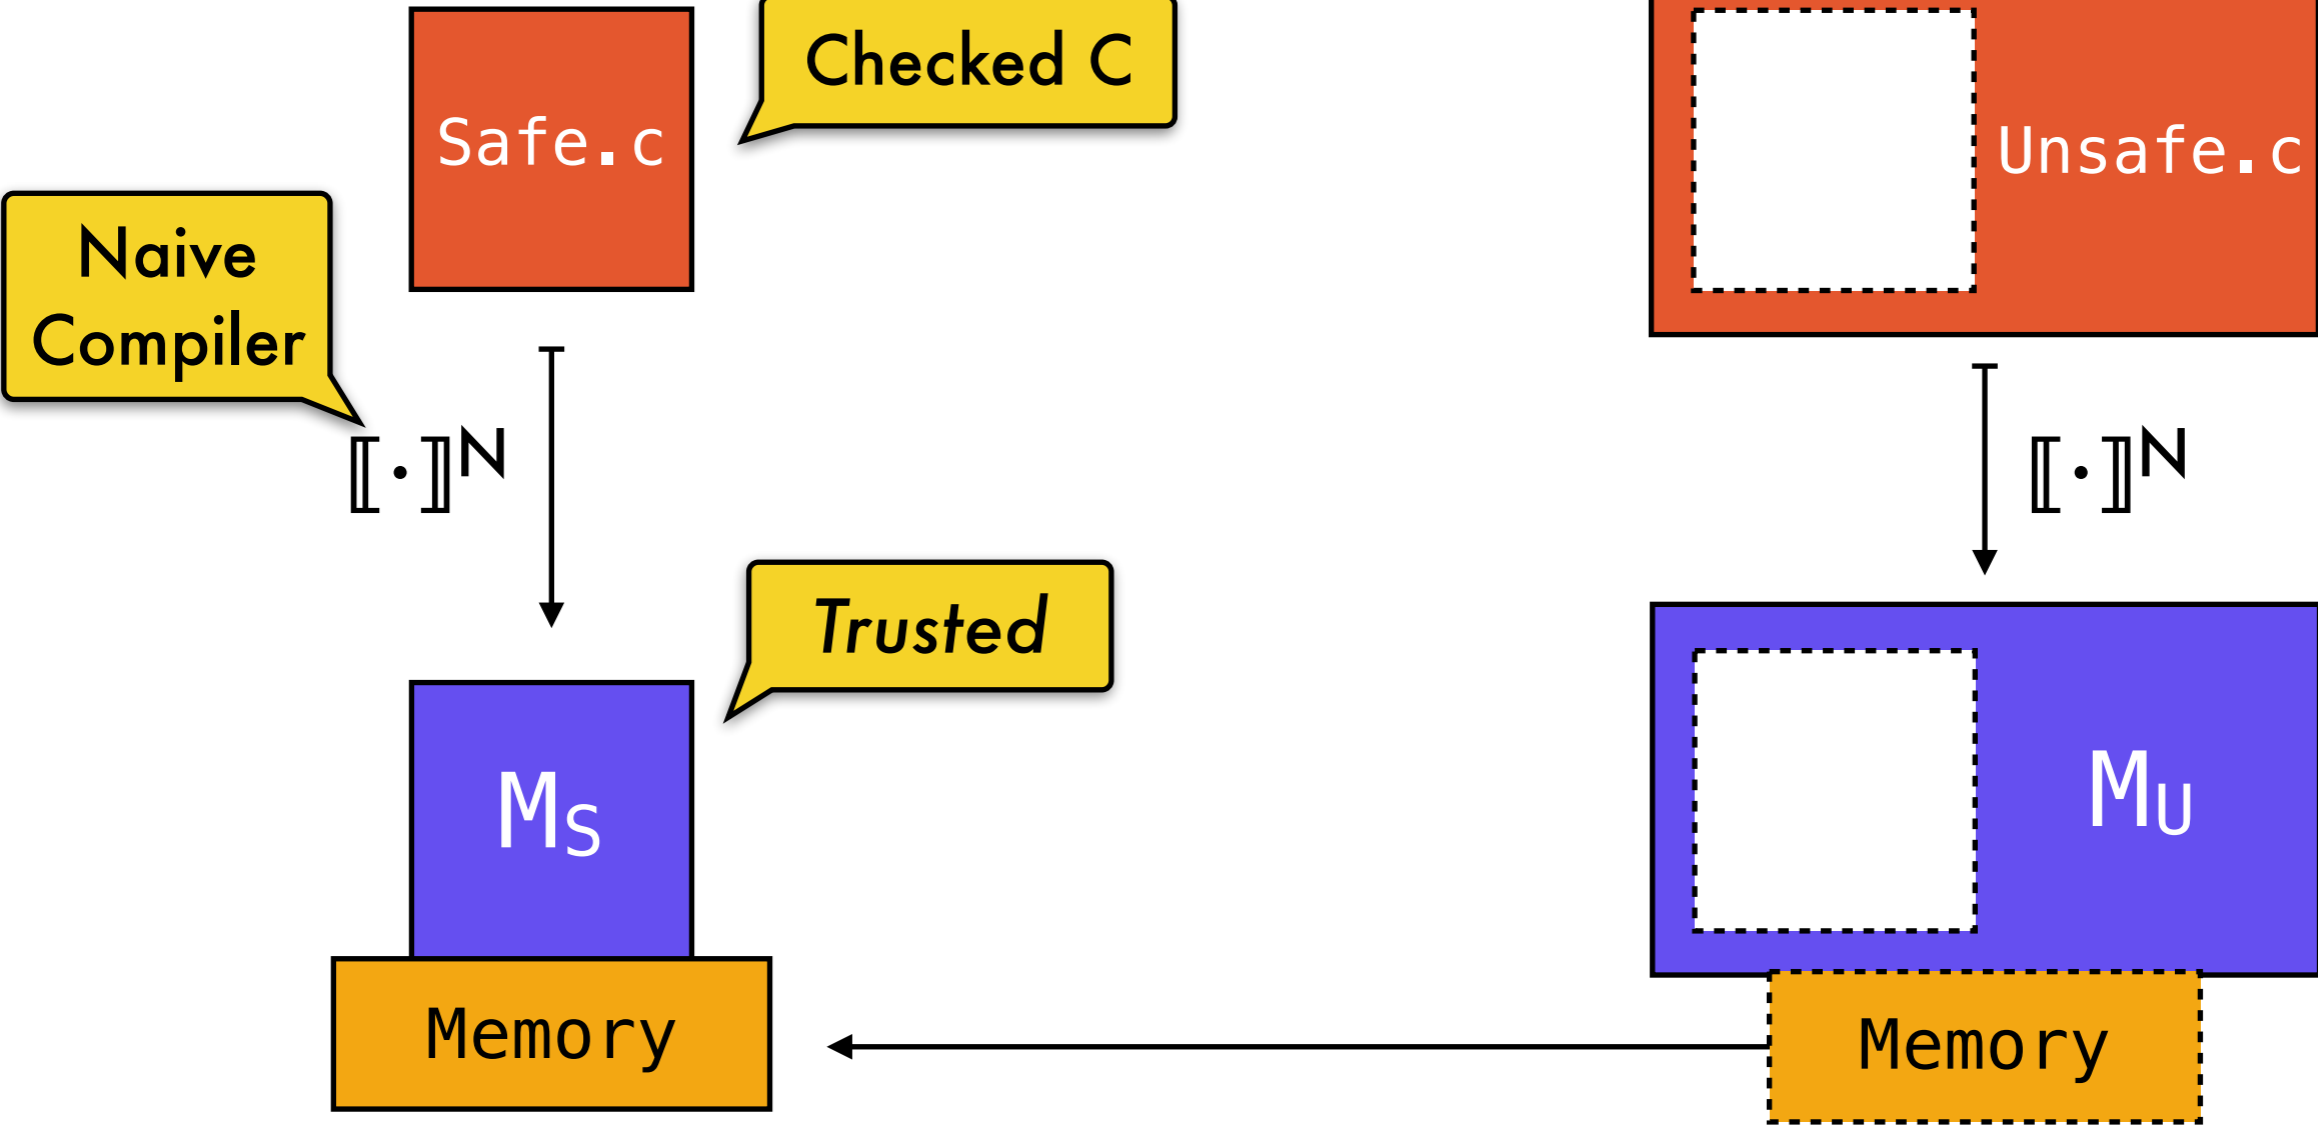 Checked C
Safe.c
Unsafe.c
Naive
Compiler
⟦·⟧N
⟦·⟧N
Trusted
MS
MU
Memory
Memory